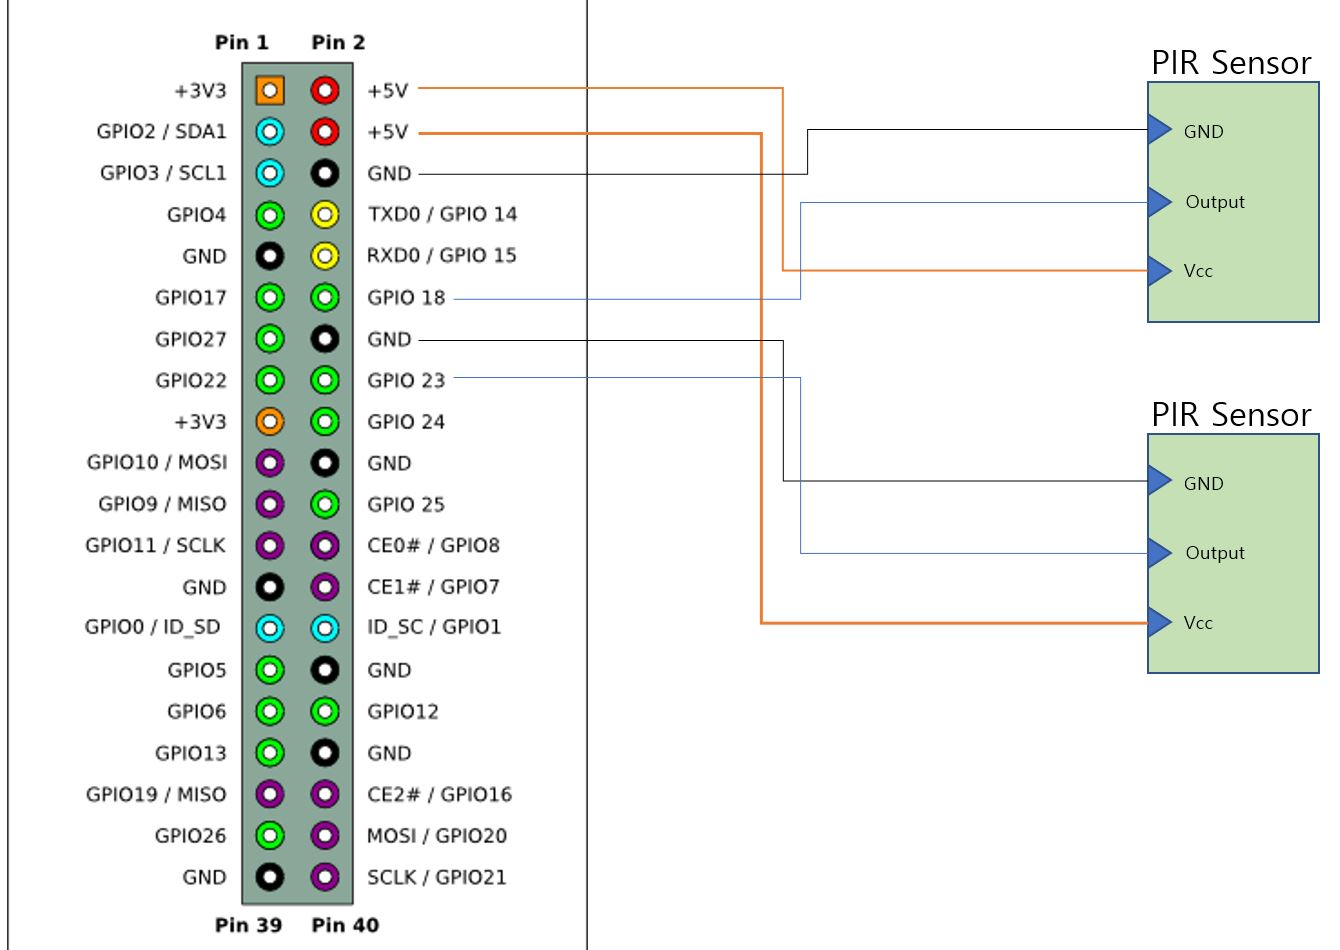 Pin 1 Pin 2
+3V3 +5V
GPIO2 / SDA1 +5V
GPIO3 / SCL1 GND
GPIO4 TXD0 / GPIO 14
GND RXD0 / GPIO 15
GPIO17 GPIO 18
GPIO27 GND
GPIO22 GPIO 23
+3V3 GPIO 24
GPIO10 / MOSI GND
GPIO9 / MISO GPIO 25
GPIO11 / SCLK CE0# / GPIO8
GND CE1# / GPIO7
GPIO0 / ID_SD ID_SC / GPIO1
GPIO5 GND
GPIO6 GPIO12
GPIO13 GND
GPIO19 / MISO CE2# / GPIO16
GPIO26 MOSI / GPIO20
GND SCLK / GPIO21
Pin 39 Pin 40
PIR Sensor
GND
Output
Vcc
PIR Sensor
GND
Output
Vcc